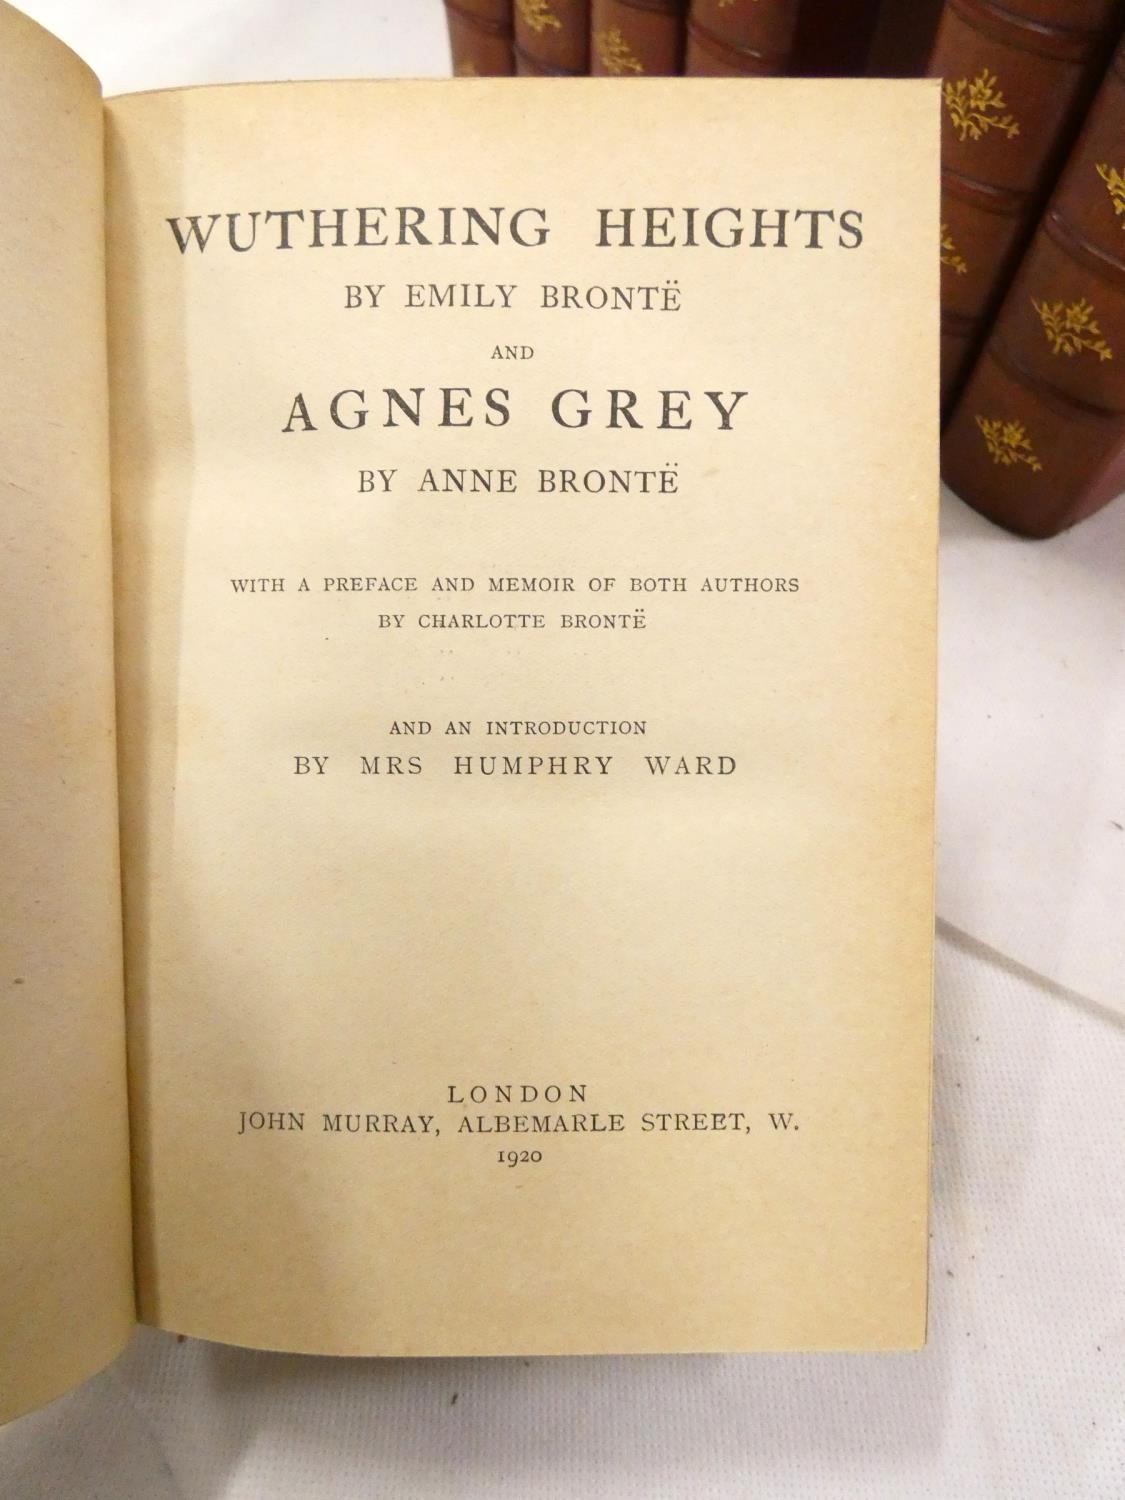 WUTHERING HEIGHTS
BY EMILY BRONTË
AND
AGNES GREY
BY ANNE BRONTË
WITH A PREFACE AND MEMOIR OF BOTH AUTHORS
BY CHARLOTTE BRONTË
AND AN INTRODUCTION
BY MRS HUMPHRY WARD
LONDON
JOHN MURRAY, ALBEMARLE STREET, W.
1920